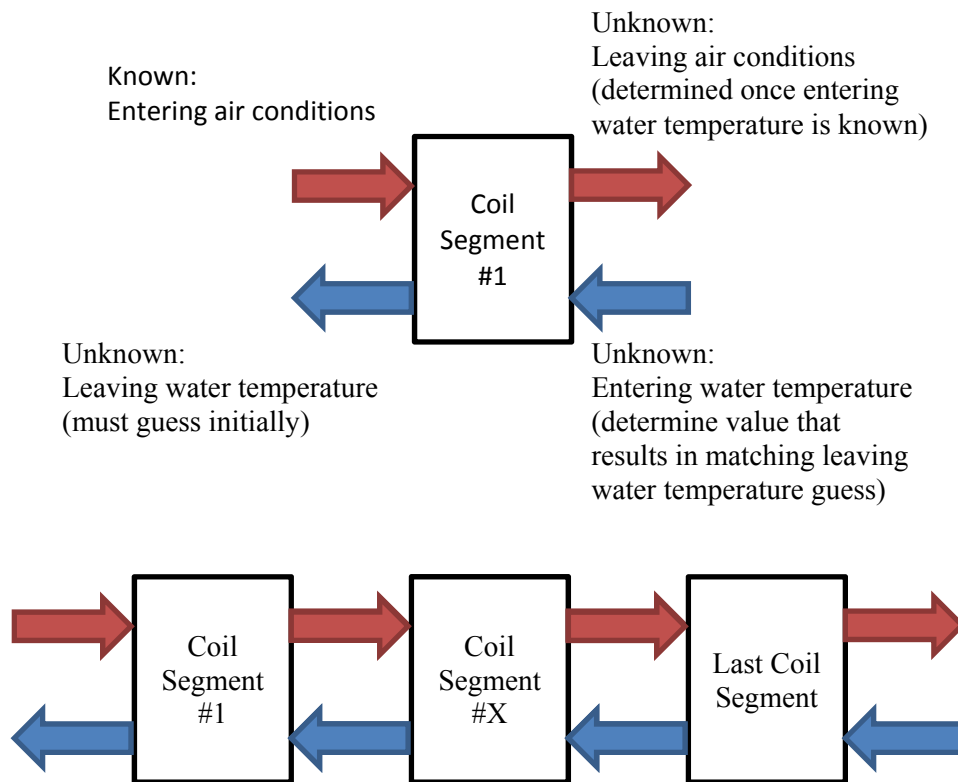 Known:
Entering air conditions
Unknown:
Leaving air conditions
(determined once entering
water temperature is known)
Coil
Segment
#1
Unknown:
Leaving water temperature
(must guess initially)
Unknown:
Entering water temperature
(determine value that
results in matching leaving
water temperature guess)
Coil
Segment
#1
Coil
Segment
#X
Last Coil
Segment